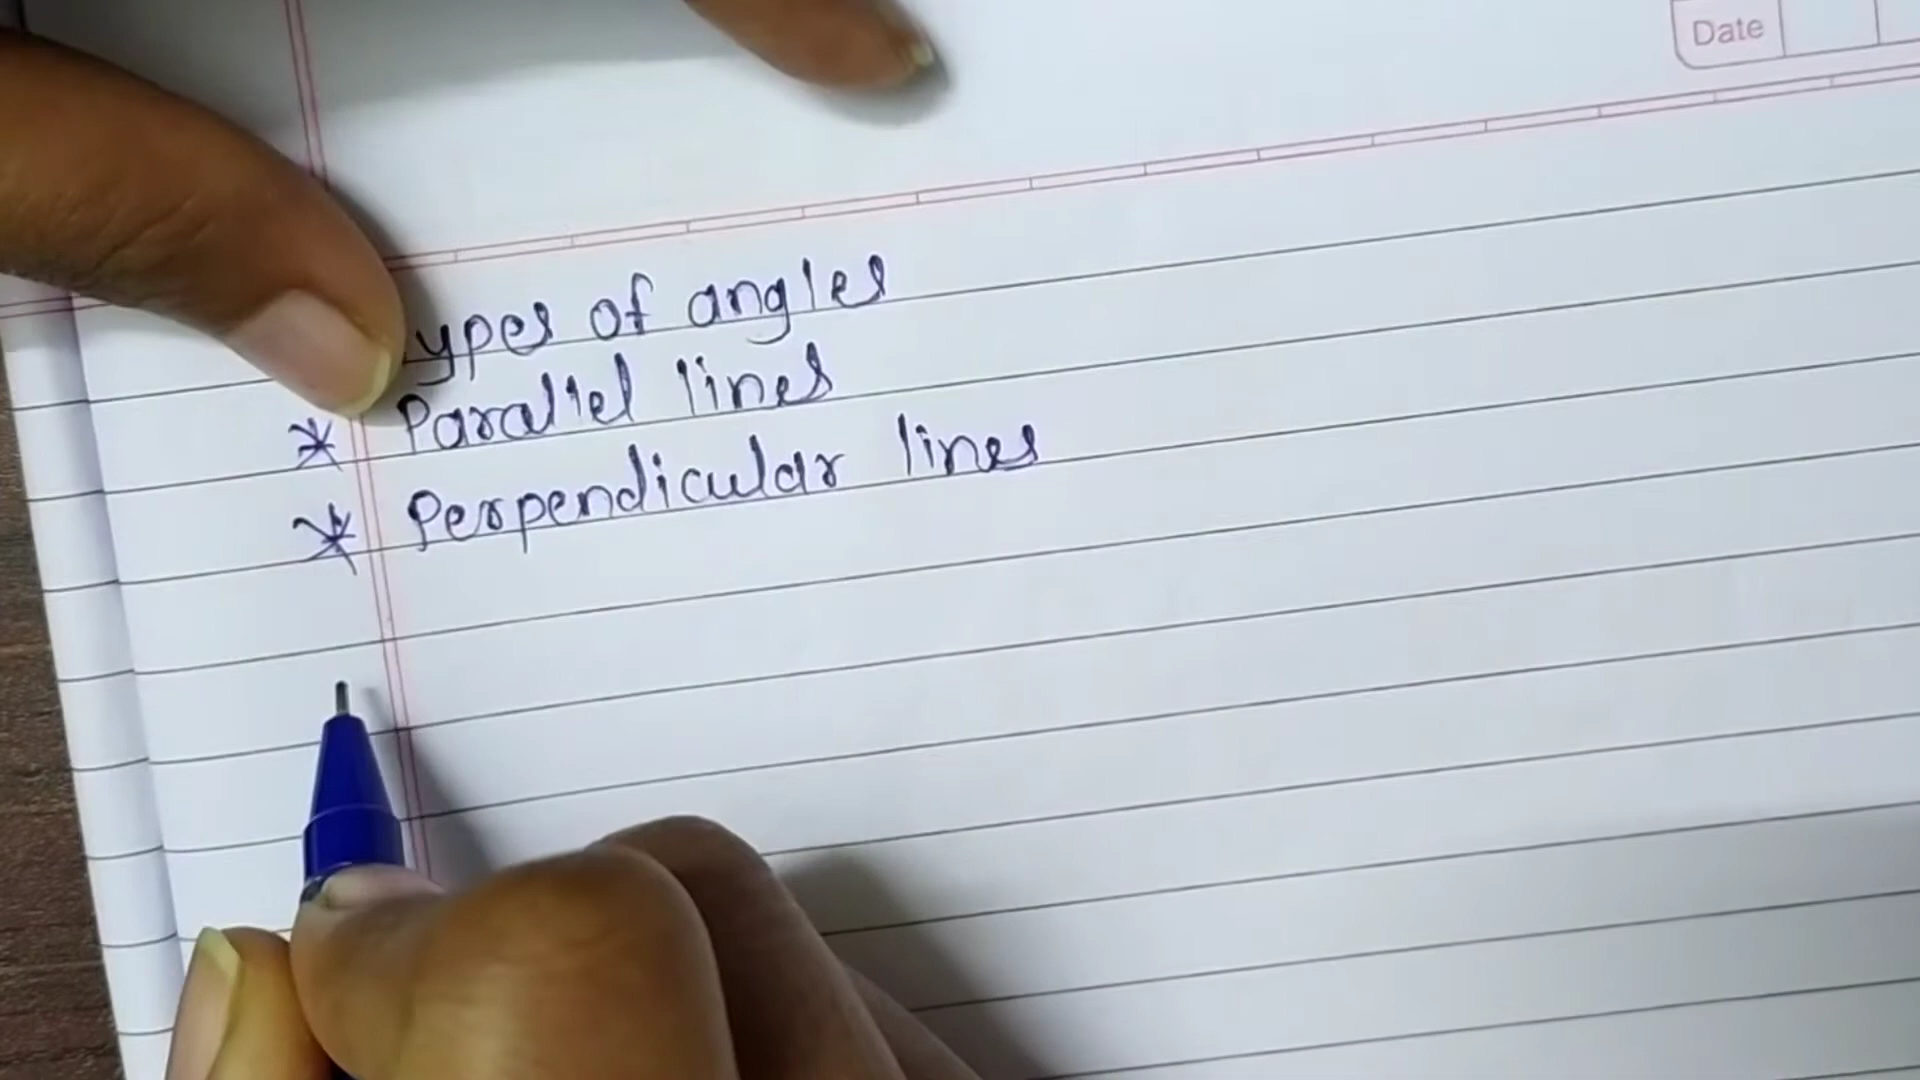 Date
ypes of angles
* Parallel lines
* Perpendicular lines